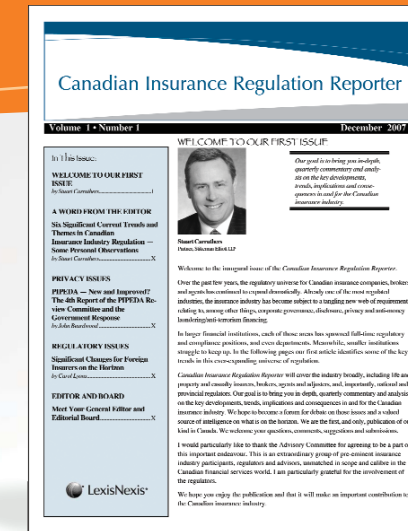 Canadian Insurance Regulation Reporter
Volume 1 • Number 1
December 2007
In This Issue:
WELCOME TO OUR FIRST
ISSUE
by Stuart Carruthers..........................1
A WORD FROM THE EDITOR
Six Significant Current Trends and
Themes in Canadian
Insurance Industry Regulation —
Some Personal Observations
by Stuart Carruthers..........................X
PRIVACY ISSUES
PIPEDA — New and Improved?
The 4th Report of the PIPEDA Re-
view Committee and the
Government Response
by John Beardwood..........................X
REGULATORY ISSUES
Significant Changes for Foreign
Insurers on the Horizon
by Carol Lyons..........................X
EDITOR AND BOARD
Meet Your General Editor and
Editorial Board..........................X
LexisNexis®
WELCOME TO OUR FIRST ISSUE
Stuart Carruthers
Partner, Stikeman Elliott LLP
Our goal is to bring you in-depth,
quarterly commentary and analy-
sis on the key developments,
trends, implications and conse-
quences in and for the Canadian
insurance industry.
Welcome to the inaugural issue of the Canadian Insurance Regulation Reporter.
Over the past few years, the regulatory universe for Canadian insurance companies, brokers
and agents has continued to expand dramatically. Already one of the most regulated
industries, the insurance industry has become subject to a tangling new web of requirements
relating to, among other things, corporate governance, disclosure, privacy and anti-money
laundering/anti-terrorism financing.
In larger financial institutions, each of these areas has spawned full-time regulatory
and compliance positions, and even departments. Meanwhile, smaller institutions
struggle to keep up. In the following pages our first article identifies some of the key
trends in this ever-expanding universe of regulation.
Canadian Insurance Regulation Reporter will cover the industry broadly, including life and
property and casualty insurers, brokers, agents and adjusters, and, importantly, national and
provincial regulators. Our goal is to bring you in depth, quarterly commentary and analysis
on the key developments, trends, implications and consequences in and for the Canadian
insurance industry. We hope to become a forum for debate on those issues and a valued
source of intelligence on what is on the horizon. We are the first, and only, publication of our
kind in Canada. We welcome your questions, comments, suggestions and submissions.
I would particularly like to thank the Advisory Committee for agreeing to be a part of
this important endeavour. This is an extraordinary group of pre-eminent insurance
industry participants, regulators and advisors, unmatched in scope and calibre in the
Canadian financial services world. I am particularly grateful for the involvement of
the regulators.
We hope you enjoy the publication and that it will make an important contribution to
the Canadian insurance industry.